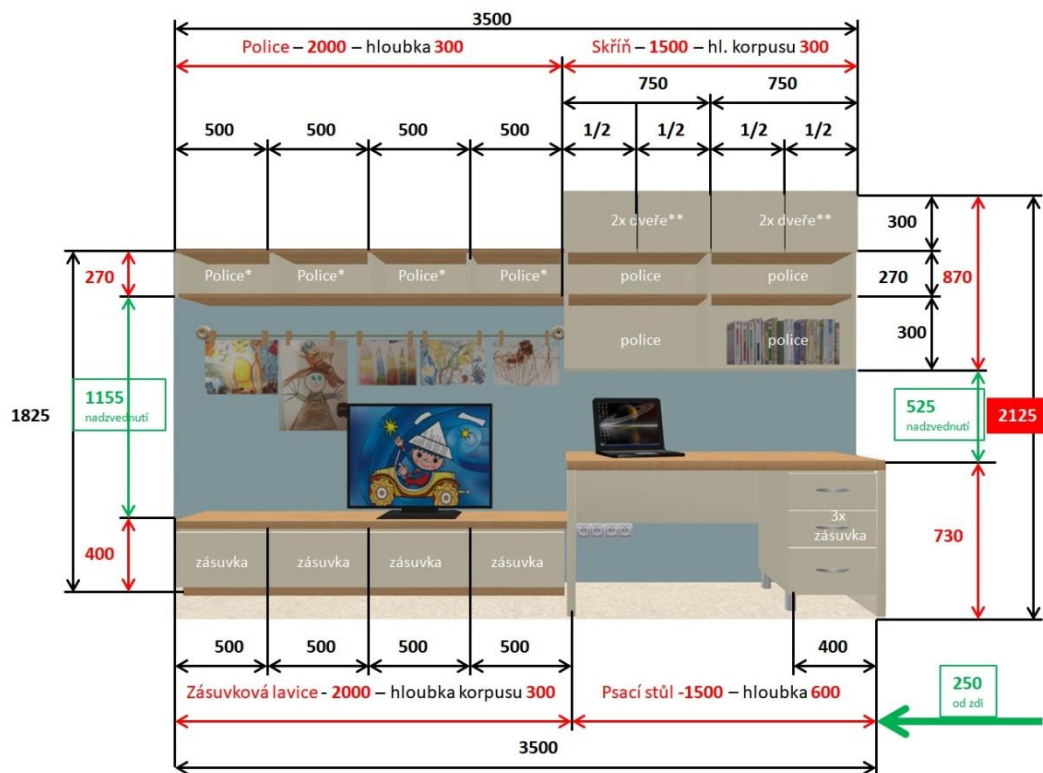 3500
Police – 2000 – hloubka 300
Skříň – 1500 – hl. korpusu 300
750
750
500
500
500
500
1/2
1/2
1/2
1/2
2x dveře**
2x dveře**
300
270
Police*
Police*
Police*
Police*
police
police
270
870
police
police
300
1155
nadzvednutí
1825
525
nadzvednutí
2125
400
zásuvka
zásuvka
zásuvka
zásuvka
3x
zásuvka
730
500
500
500
500
400
Zásuvková lavice - 2000 – hloubka korpusu 300
Psací stůl -1500 – hloubka 600
250
od zdi
3500